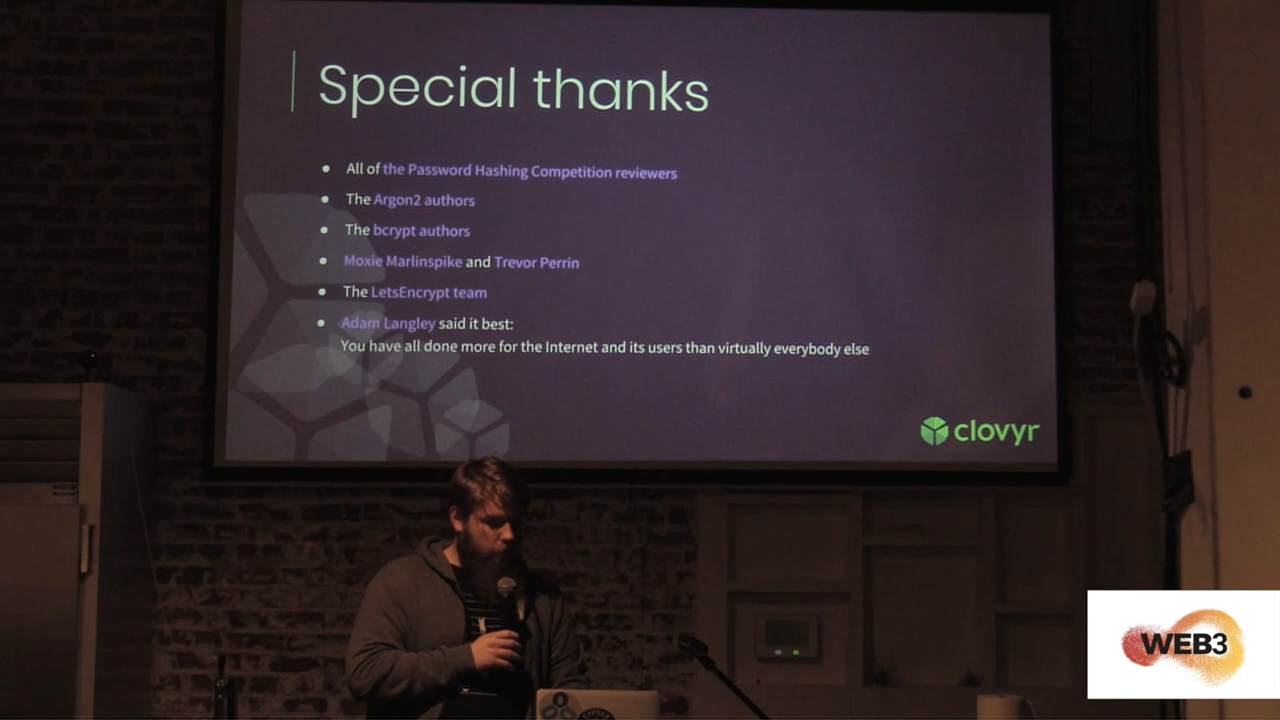 Special thanks
All of the Password Hashing Competition reviewers
The Argon2 authors
The bcrypt authors
Moxie Marlinspike and Trevor Perrin
The LetsEncrypt team
Adam Langley said it best:
You have all done more for the Internet and its users than virtually everybody else
clovyr
WEB3